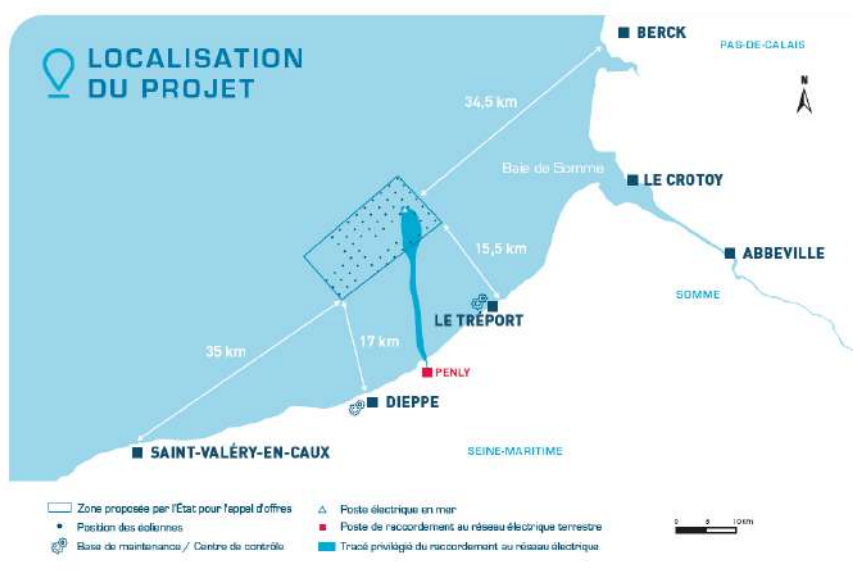 LOCALISATION
DU PROJET
BERCK
PAS-DE-CALAIS
N
34,5 km
Baie de Somme
LE CROTOY
15,5 km
ABBEVILLE
SOMME
LE TRÉPORT
35 km
17 km
PENLY
DIEPPE
SAINT-VALÉRY-EN-CAUX
SEINE-MARITIME
Zone proposée par l'État pour l'appel d'offres
Position des éoliennes
Base de maintenance / Centre de contrôle
Poste électrique en mer
Poste de raccordement au réseau électrique terrestre
Tracé privilégié du raccordement au réseau électrique
0 10 km